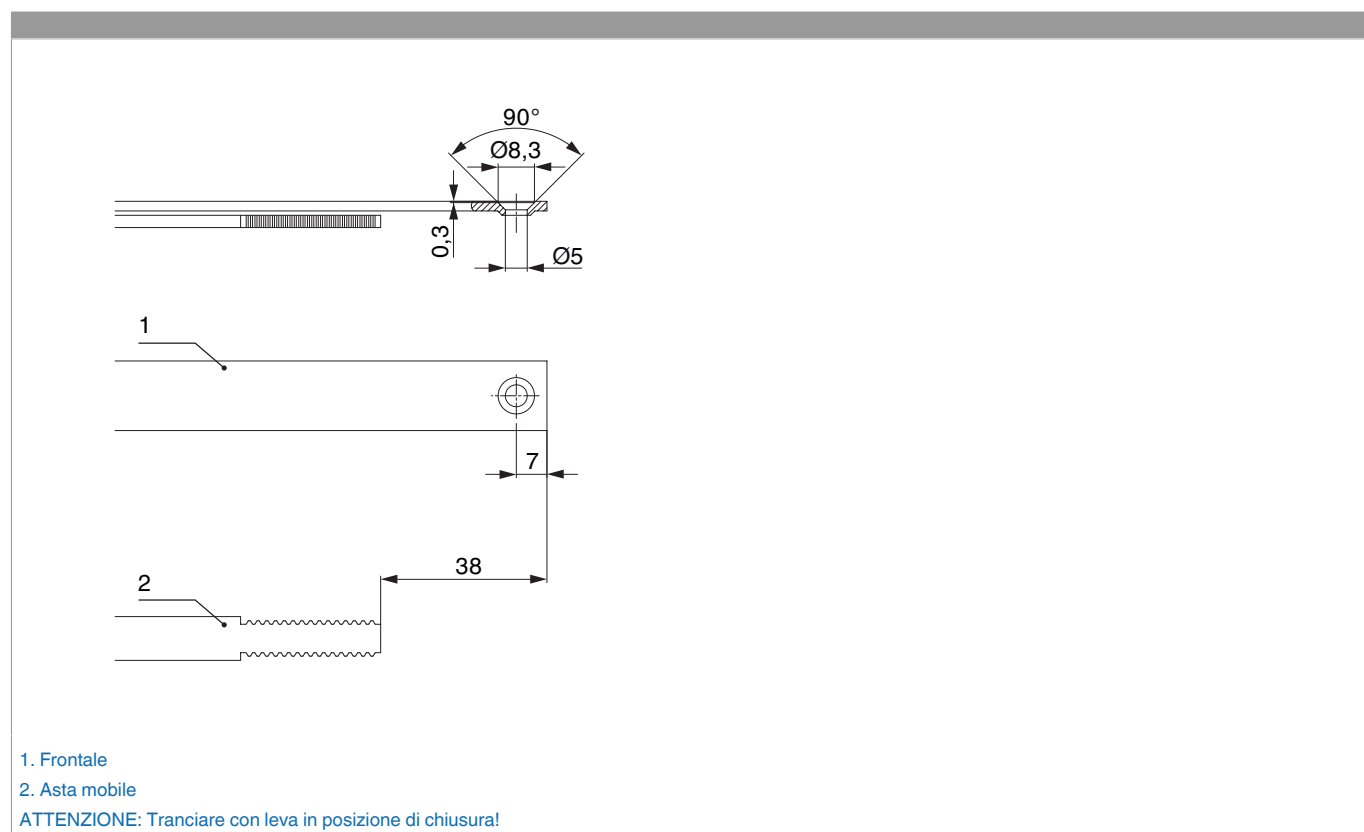 90°
Ø8,3
0,3
Ø5
1
7
38
2
1. Frontale
2. Asta mobile
ATTENZIONE: Tranciare con leva in posizione di chiusura!